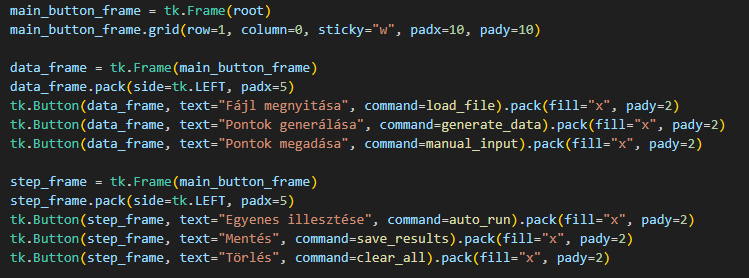 main_button_frame = tk.Frame(root)
main_button_frame.grid(row=1, column=0, sticky="w", padx=10, pady=10)

data_frame = tk.Frame(main_button_frame)
data_frame.pack(side=tk.LEFT, padx=5)
tk.Button(data_frame, text="Fájl megnyitása", command=load_file).pack(fill="x", pady=2)
tk.Button(data_frame, text="Pontok generálása", command=generate_data).pack(fill="x", pady=2)
tk.Button(data_frame, text="Pontok megadása", command=manual_input).pack(fill="x", pady=2)

step_frame = tk.Frame(main_button_frame)
step_frame.pack(side=tk.LEFT, padx=5)
tk.Button(step_frame, text="Egyenes illesztése", command=auto_run).pack(fill="x", pady=2)
tk.Button(step_frame, text="Mentés", command=save_results).pack(fill="x", pady=2)
tk.Button(step_frame, text="Törlés", command=clear_all).pack(fill="x", pady=2)